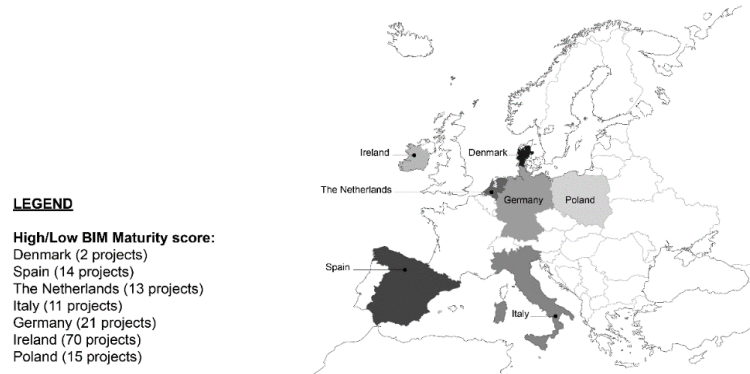 LEGEND
High/Low BIM Maturity score:
Denmark (2 projects)
Spain (14 projects)
The Netherlands (13 projects)
Italy (11 projects)
Germany (21 projects)
Ireland (70 projects)
Poland (15 projects)
Ireland
Denmark
The Netherlands
Germany
Poland
Spain
Italy